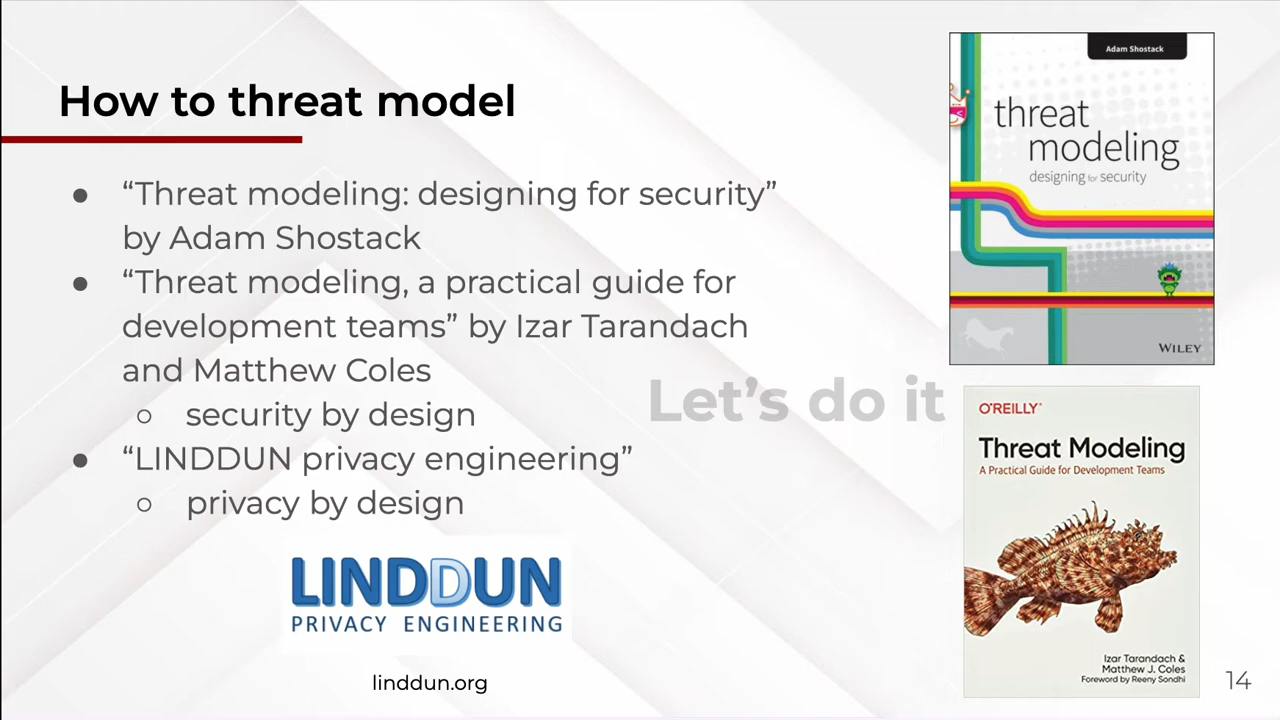 How to threat model
● “Threat modeling: designing for security”
by Adam Shostack
● “Threat modeling, a practical guide for
development teams” by Izar Tarandach
and Matthew Coles
○ security by design
● “LINDDUN privacy engineering”
○ privacy by design
Let’s do it
LINDDUN
PRIVACY ENGINEERING
linddun.org
Adam Shostack
threat
modeling
designing for security
WILEY
O'REILLY®
Threat Modeling
A Practical Guide for Development Teams
Izar Tarandach &
Matthew J. Coles
Foreword by Reeny Sondhi
14